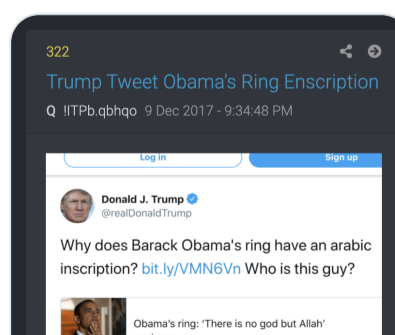 322
Trump Tweet Obama's Ring Enscription
Q !ITPb.qbhqo 9 Dec 2017 - 9:34:48 PM
Log in Sign up
Donald J. Trump
@realDonaldTrump
Why does Barack Obama's ring have an arabic
inscription? bit.ly/VMN6Vn Who is this guy?
Obama's ring: 'There is no god but Allah'